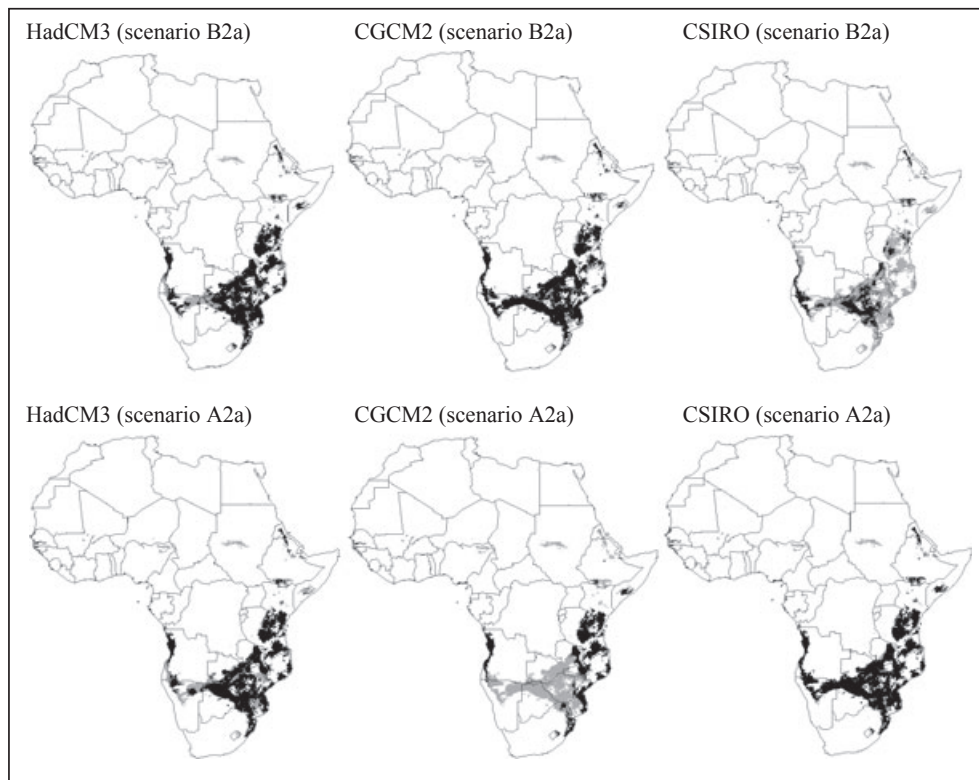 HadCM3 (scenario B2a) CGCM2 (scenario B2a) CSIRO (scenario B2a)
HadCM3 (scenario A2a) CGCM2 (scenario A2a) CSIRO (scenario A2a)